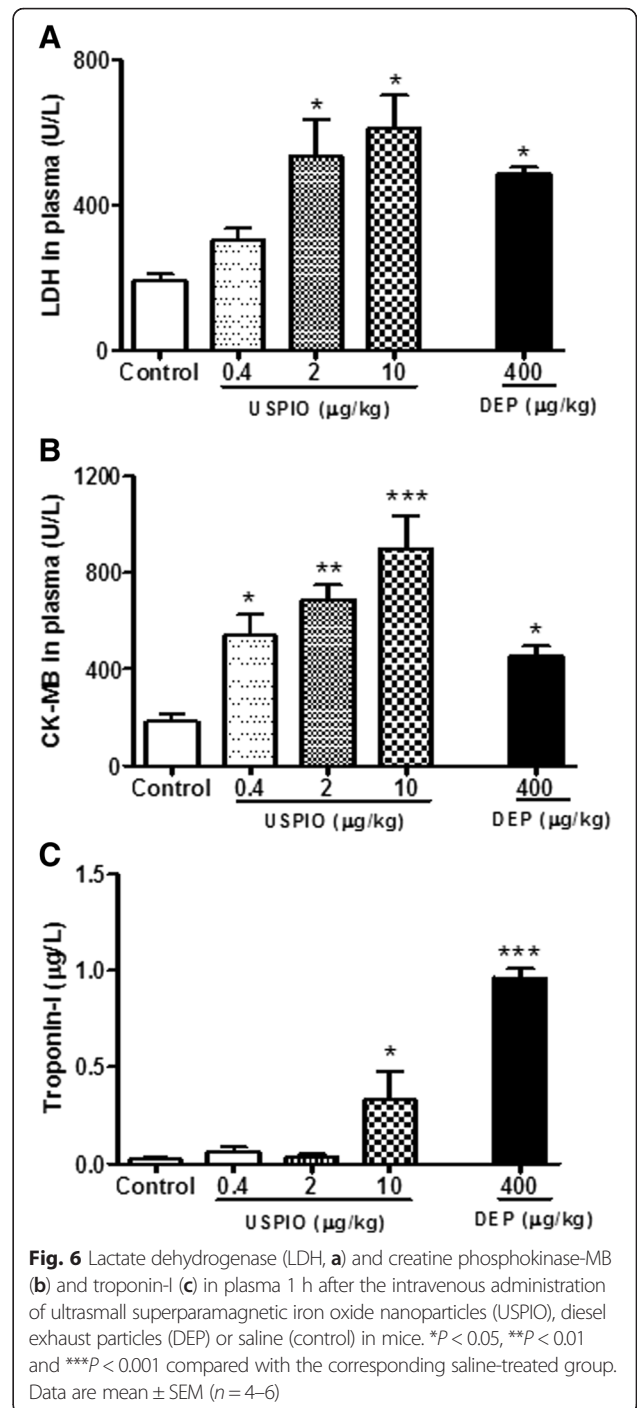 A
LDH in plasma (U/L)
800
400
0
*
*
*
Control
0.4
2
10
400
USPIO (µg/kg)
DEP (µg/kg)
B
CK-MB in plasma (U/L)
1200
800
400
0
*
**
***
*
Control
0.4
2
10
400
USPIO (µg/kg)
DEP (µg/kg)
C
Troponin-I (µg/L)
1.5
1.0
0.5
0.0
*
***
Control
0.4
2
10
400
USPIO (µg/kg)
DEP (µg/kg)
Fig. 6 Lactate dehydrogenase (LDH, a) and creatine phosphokinase-MB
(b) and troponin-I (c) in plasma 1 h after the intravenous administration
of ultrasmall superparamagnetic iron oxide nanoparticles (USPIO), diesel
exhaust particles (DEP) or saline (control) in mice. *P < 0.05, **P < 0.01
and ***P < 0.001 compared with the corresponding saline-treated group.
Data are mean ± SEM (n = 4–6)